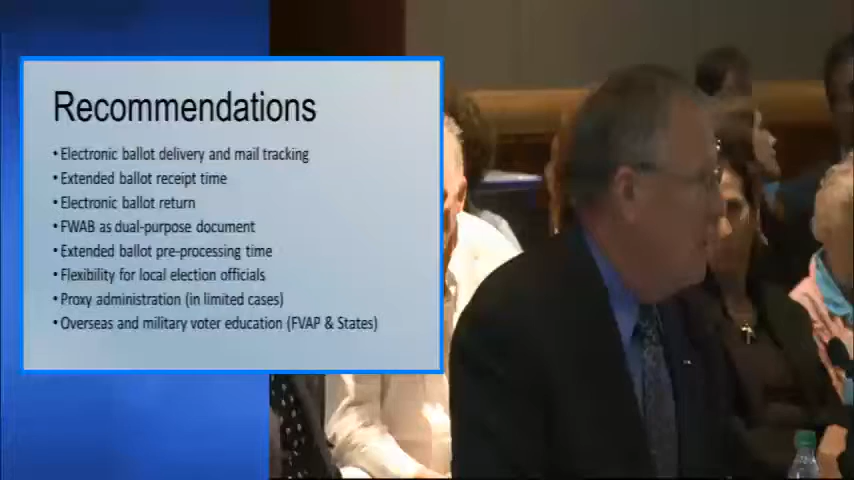 Recommendations
• Electronic ballot delivery and mail tracking
• Extended ballot receipt time
• Electronic ballot return
• FWAB as dual-purpose document
• Extended ballot pre-processing time
• Flexibility for local election officials
• Proxy administration (in limited cases)
• Overseas and military voter education (FVAP & States)